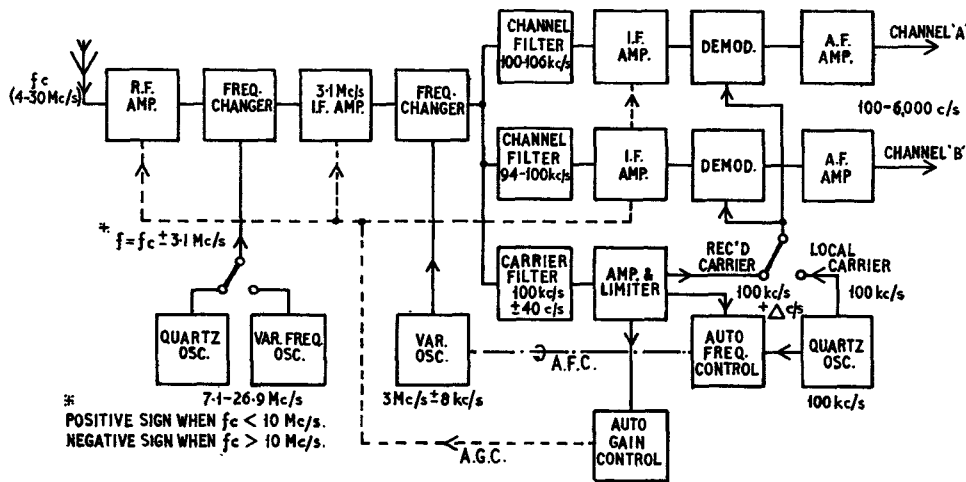 fc
(4-30 Mc/s)
R.F.
AMP.
FREQ.
CHANGER
3·1 Mc/s
I.F. AMP.
FREQ.
CHANGER
CHANNEL
FILTER
100-106 kc/s
I.F.
AMP.
DEMOD.
A.F.
AMP.
CHANNEL 'A'
100-6,000 c/s
CHANNEL
FILTER
94-100 kc/s
I.F.
AMP.
DEMOD.
A.F.
AMP
CHANNEL 'B'
* f = fc ± 3·1 Mc/s
CARRIER
FILTER
100 kc/s
±40 c/s
AMP. &
LIMITER
REC'D
CARRIER
100 kc/s
+ Δ c/s
LOCAL
CARRIER
100 kc/s
QUARTZ
OSC.
VAR. FREQ.
OSC.
7·1-26·9 Mc/s
VAR.
OSC.
3 Mc/s ± 8 kc/s
A.F.C.
AUTO
FREQ.
CONTROL
QUARTZ
OSC.
100 kc/s
*
POSITIVE SIGN WHEN fc < 10 Mc/s.
NEGATIVE SIGN WHEN fc > 10 Mc/s.
A.G.C.
AUTO
GAIN
CONTROL